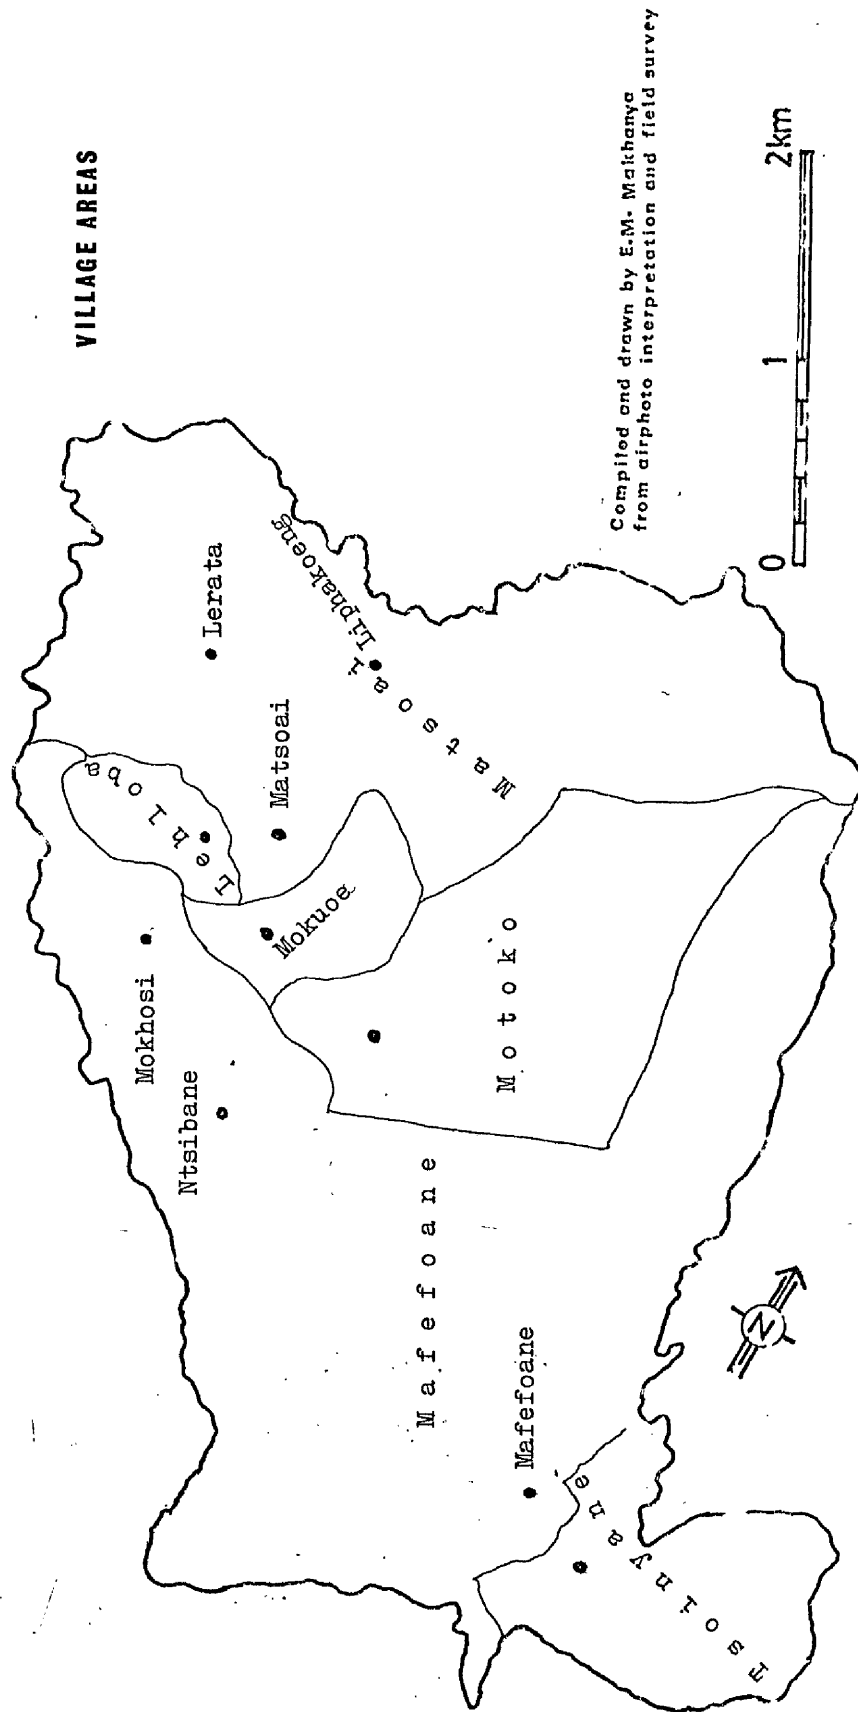 VILLAGE AREAS
Lerata
Lehloba
Matsoai
Liphakoeng
Matsoai
Mokhosi
Mokuoe
Ntsibane
Motoko
Mafefoane
Mafefoane
Tsoinyane
N
Compiled and drawn by E.M. Makhanya
from airphoto interpretation and field survey
0 1 2km